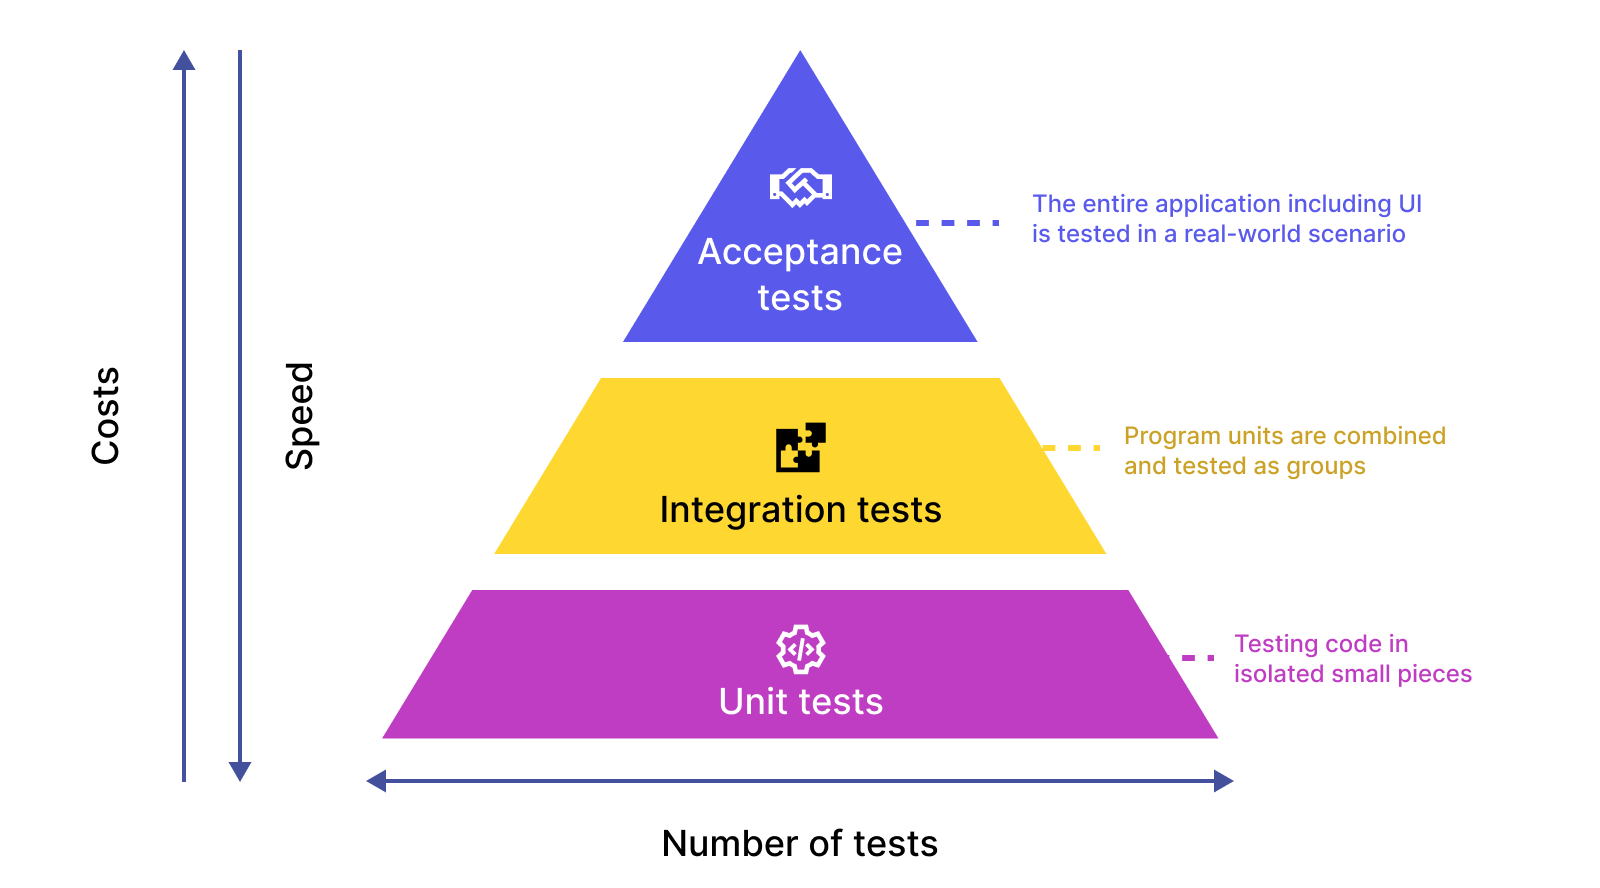 Costs
Speed
Acceptance
tests
The entire application including UI
is tested in a real-world scenario
Integration tests
Program units are combined
and tested as groups
Unit tests
Testing code in
isolated small pieces
Number of tests